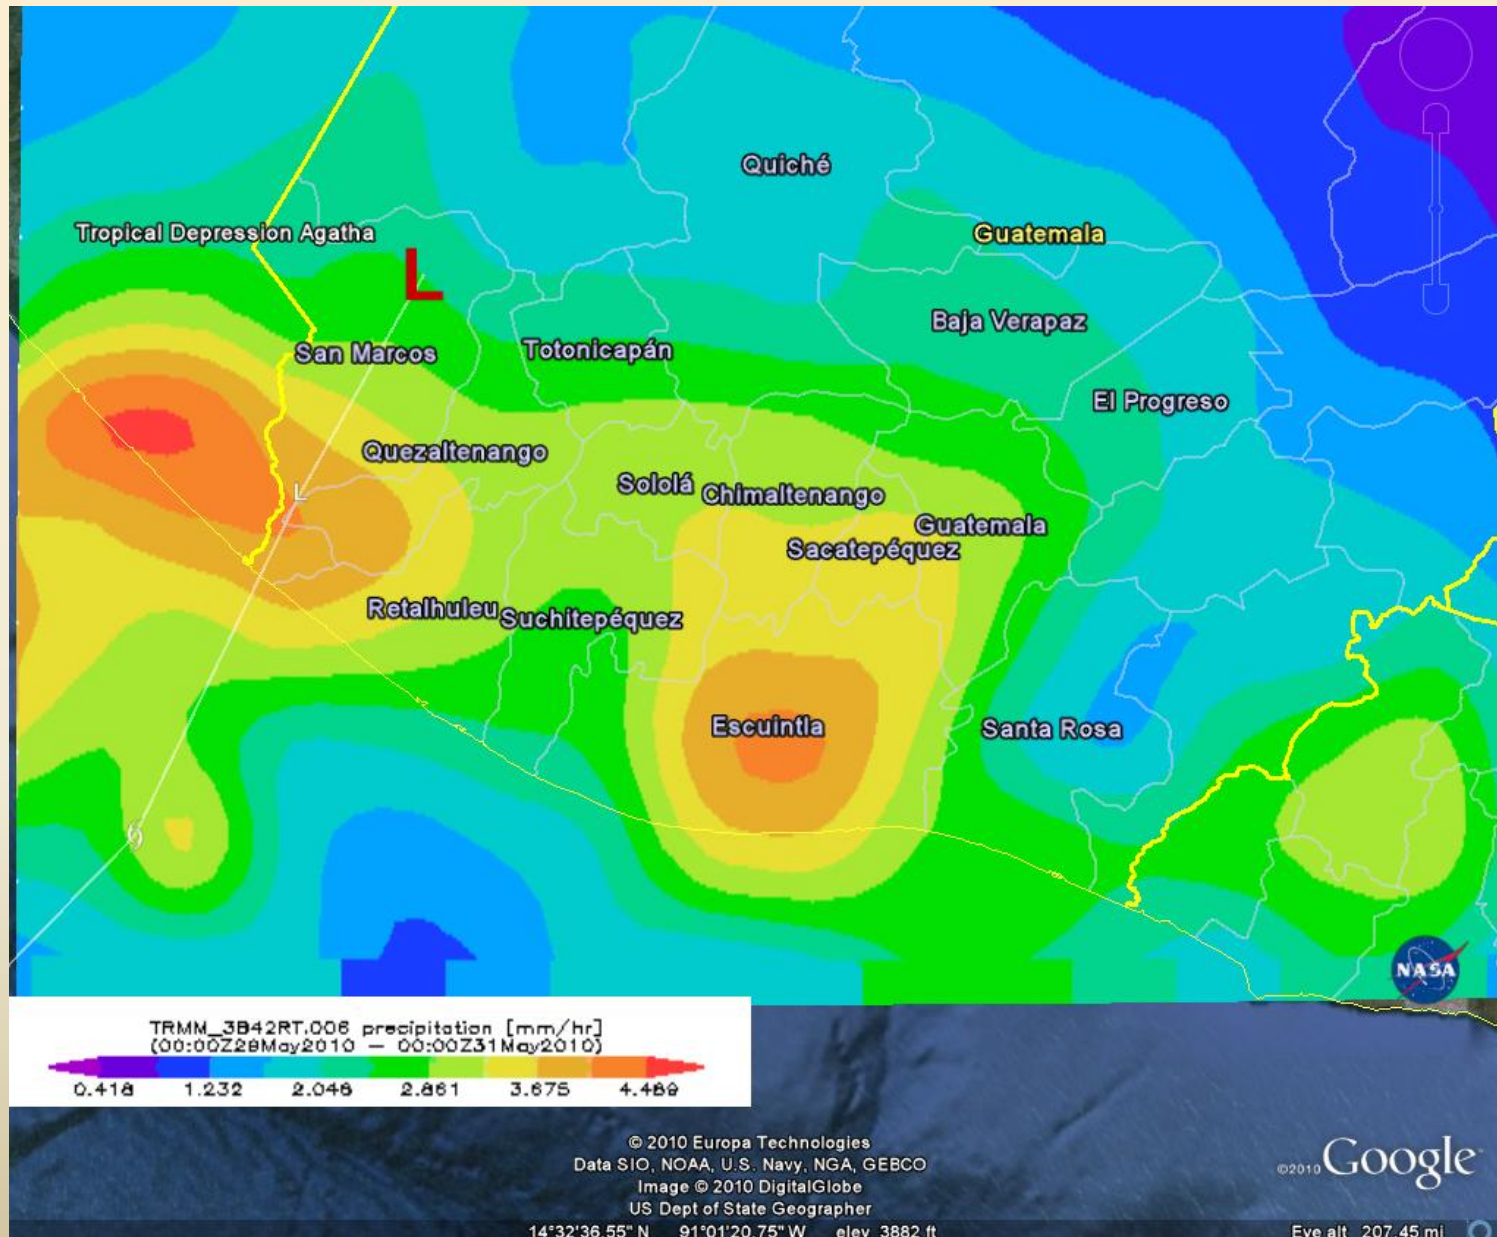 Quiché
Tropical Depression Agatha
Guatemala
L
Baja Verapaz
San Marcos
Totonicapán
El Progreso
Quezaltenango
Sololá
Chimaltenango
L
Guatemala
Sacatepéquez
Retalhuleu
Suchitepéquez
Escuintla
Santa Rosa
NASA
TRMM_3B42RT.006 precipitation [mm/hr]
(00:00Z28May2010 – 00:00Z31May2010)
0.418 1.232 2.046 2.861 3.675 4.489
© 2010 Europa Technologies
Data SIO, NOAA, U.S. Navy, NGA, GEBCO
Image © 2010 DigitalGlobe
US Dept of State Geographer
©2010 Google
14°32'36.55" N 91°01'20.75" W elev 3882 ft Eye alt 207.45 mi